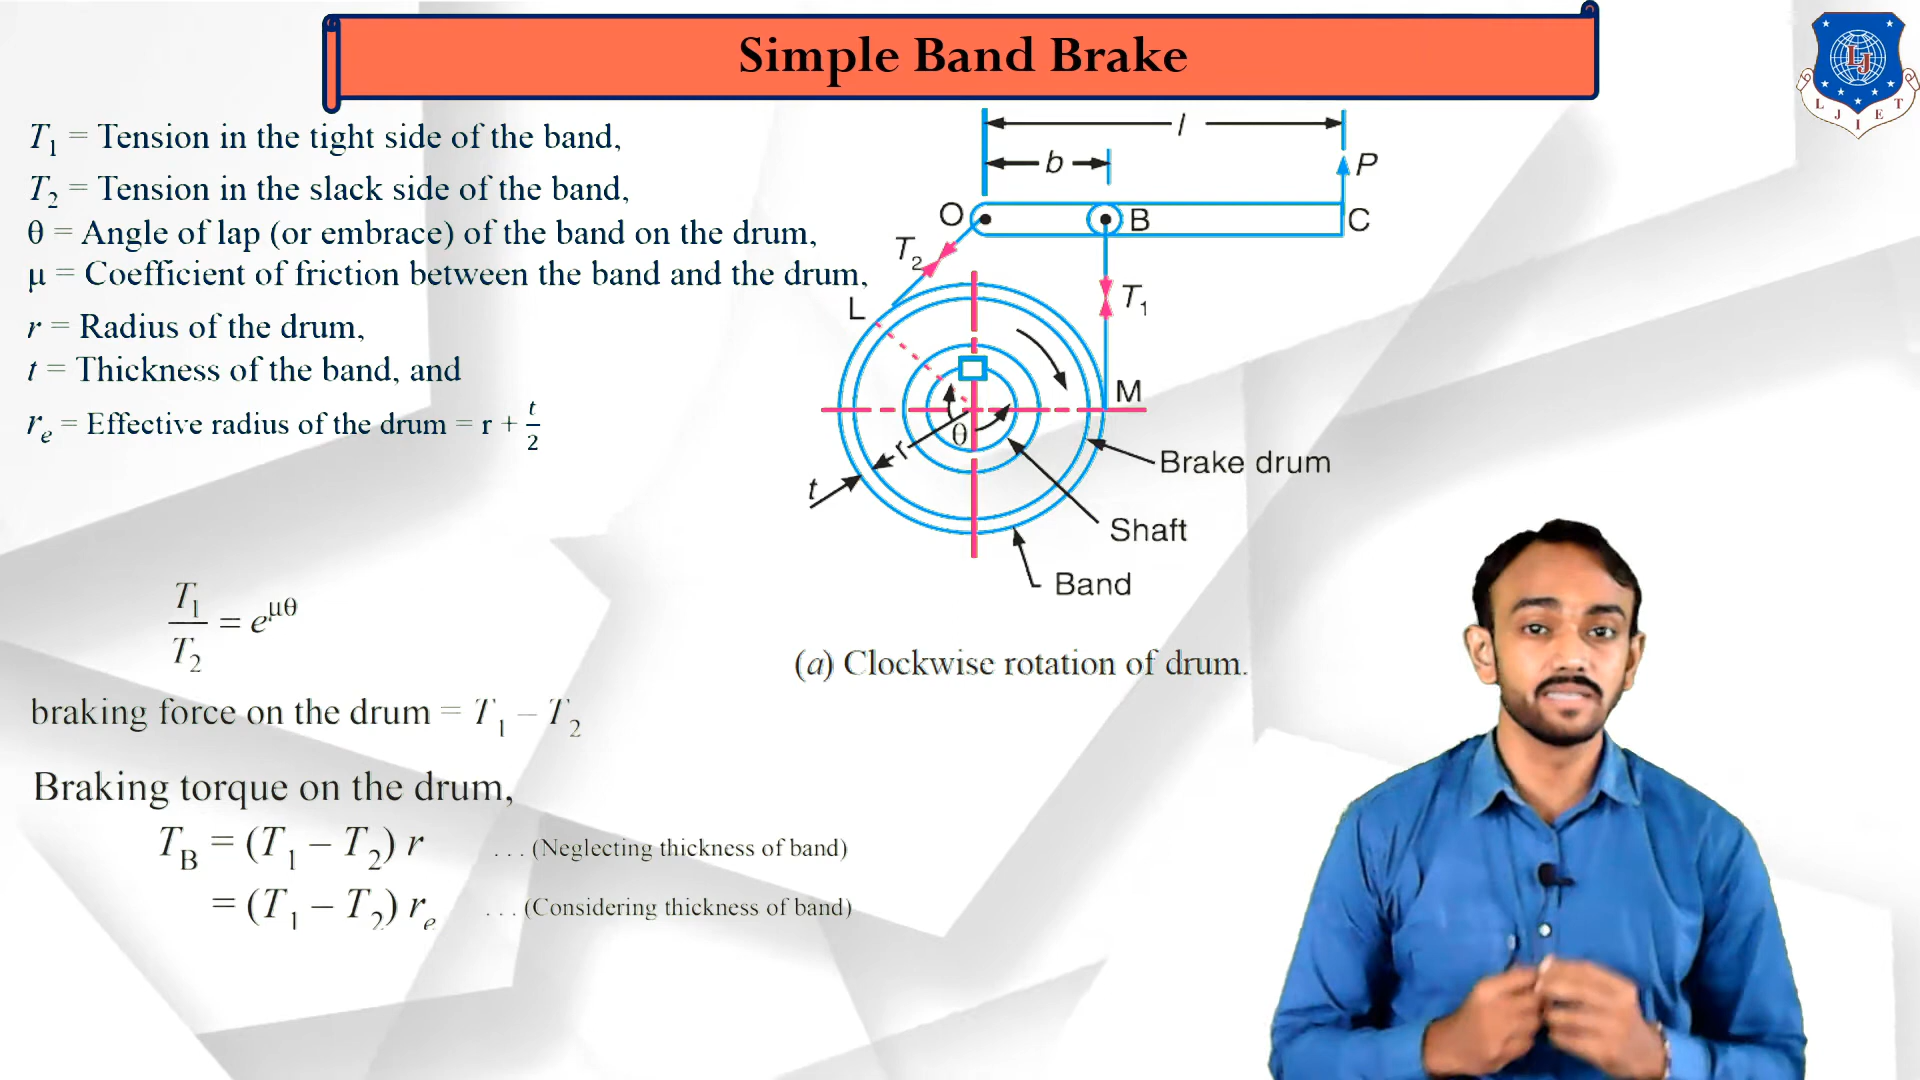 Simple Band Brake
L J I E T
T₁ = Tension in the tight side of the band,
T₂ = Tension in the slack side of the band,
θ = Angle of lap (or embrace) of the band on the drum,
μ = Coefficient of friction between the band and the drum,
r = Radius of the drum,
t = Thickness of the band, and
rₑ = Effective radius of the drum = r + t/2
l
b
P
O
B
C
T₂
T₁
L
M
θ
r
t
Brake drum
Shaft
Band
(a) Clockwise rotation of drum.
T₁/T₂ = e^μθ
braking force on the drum = T₁ – T₂
Braking torque on the drum,
T_B = (T₁ – T₂) r . . . (Neglecting thickness of band)
= (T₁ – T₂) rₑ . . . (Considering thickness of band)